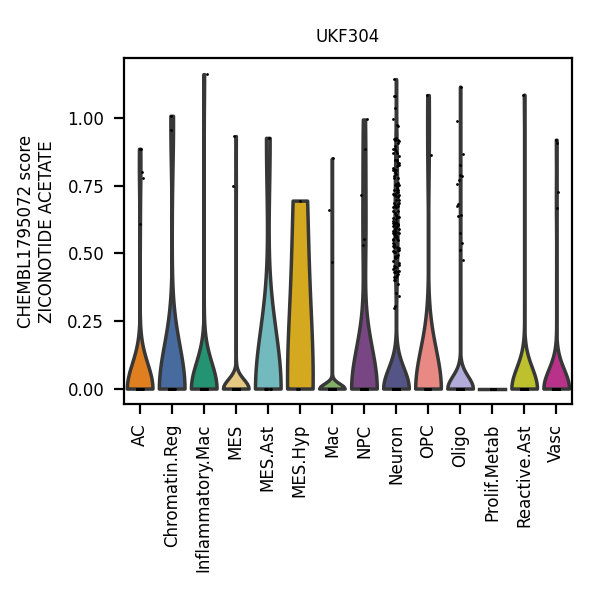 UKF304
CHEMBL1795072 score
ZICONOTIDE ACETATE
1.00
0.75
0.50
0.25
0.00
AC
Chromatin.Reg
Inflammatory.Mac
MES
MES.Ast
MES.Hyp
Mac
NPC
Neuron
OPC
Oligo
Prolif.Metab
Reactive.Ast
Vasc